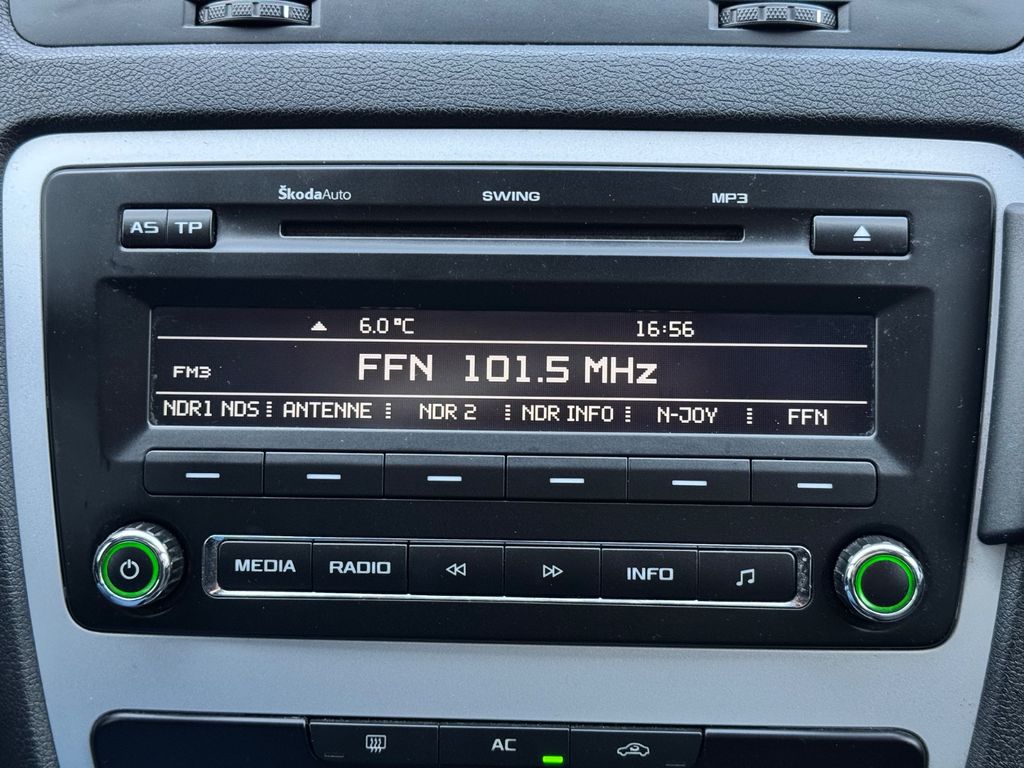 ŠkodaAuto SWING MP3
AS TP
6.0 °C 16:56
FM3 FFN 101.5 MHz
NDR1 NDS ANTENNE NDR 2 NDR INFO N-JOY FFN
MEDIA RADIO INFO
AC